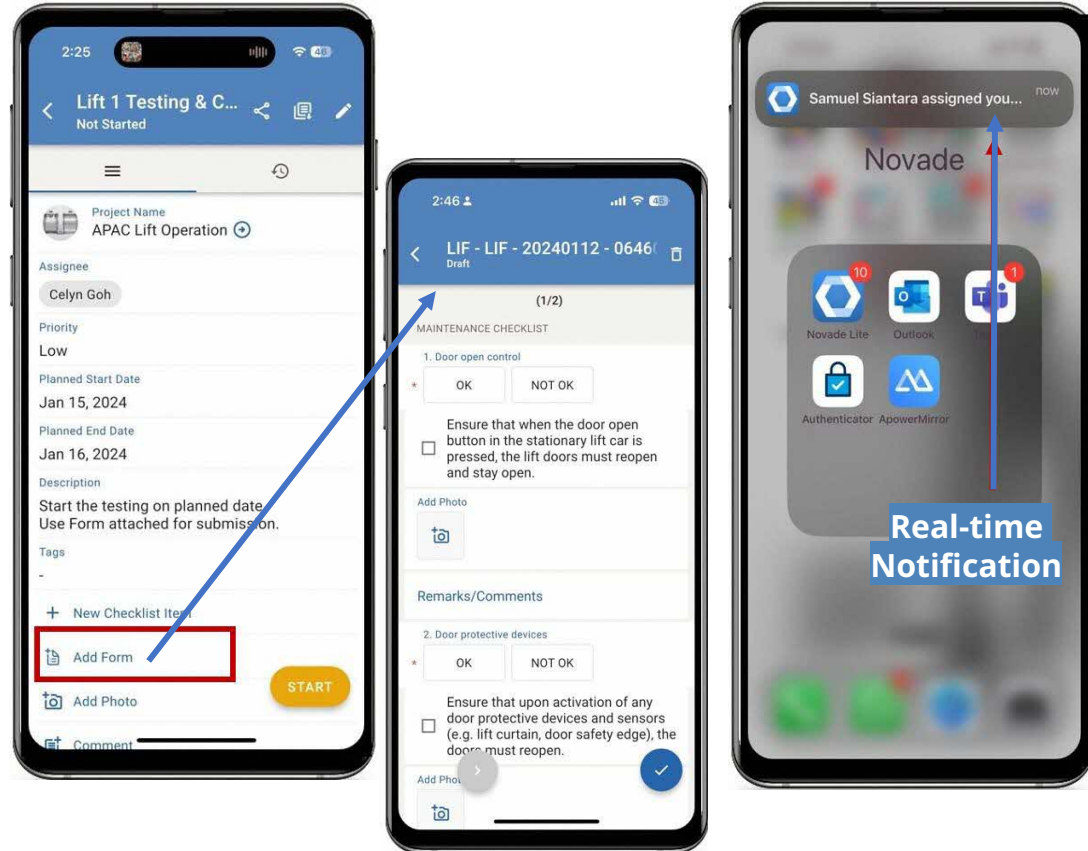 2:25
46
Lift 1 Testing & C...
Not Started
Project Name
APAC Lift Operation
Assignee
Celyn Goh
Priority
Low
Planned Start Date
Jan 15, 2024
Planned End Date
Jan 16, 2024
Description
Start the testing on planned date
Use Form attached for submission.
Tags
-
New Checklist Item
Add Form
START
Add Photo
Comment
2:46
45
LIF - LIF - 20240112 - 0646
Draft
(1/2)
MAINTENANCE CHECKLIST
1. Door open control
* OK NOT OK
Ensure that when the door open
button in the stationary lift car is
pressed, the lift doors must reopen
and stay open.
Add Photo
Remarks/Comments
2. Door protective devices
* OK NOT OK
Ensure that upon activation of any
door protective devices and sensors
(e.g. lift curtain, door safety edge), the
doors must reopen.
Add Pho
Samuel Siantara assigned you... now
Novade
10
1
Novade Lite Outlook
Authenticator ApowerMirror
Real-time
Notification